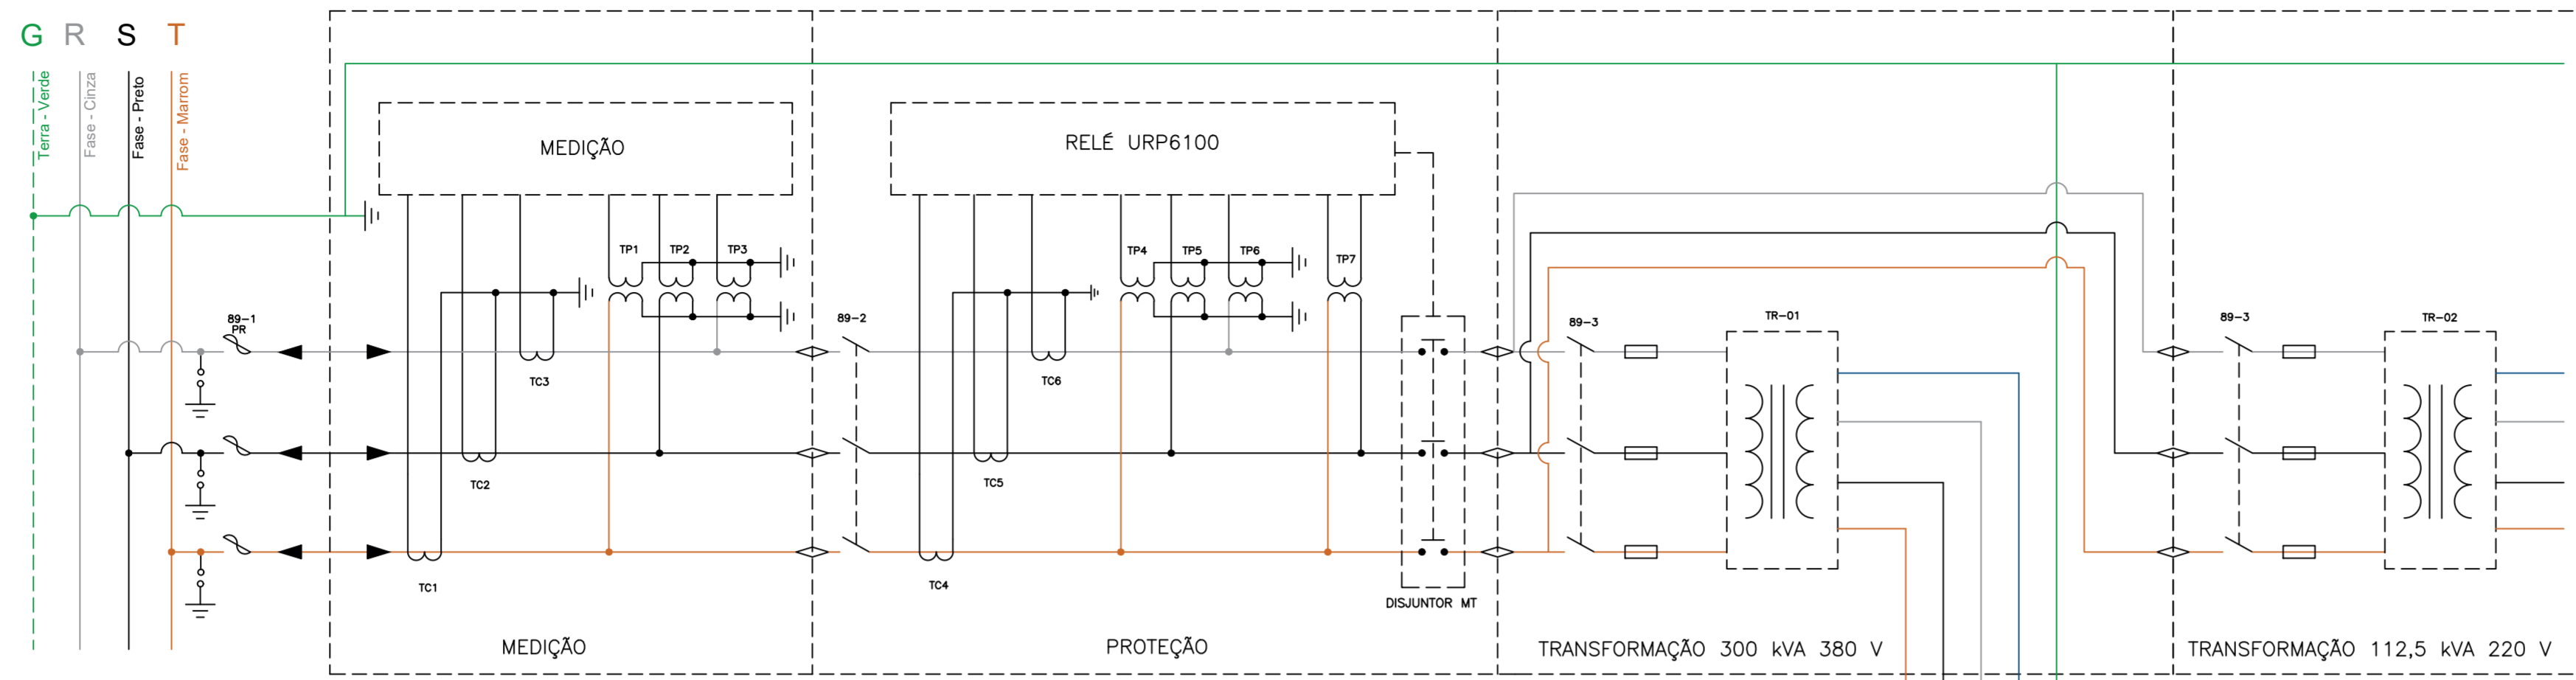 G R S T
Terra - Verde
Fase - Cinza
Fase - Preto
Fase - Marrom
MEDIÇÃO
RELÉ URP6100
TP1
TP2
TP3
TP4
TP5
TP6
TP7
89-1
PR
89-2
89-3
TR-01
89-3
TR-02
TC3
TC6
TC2
TC5
TC1
TC4
DISJUNTOR MT
MEDIÇÃO
PROTEÇÃO
TRANSFORMAÇÃO 300 kVA 380 V
TRANSFORMAÇÃO 112,5 kVA 220 V